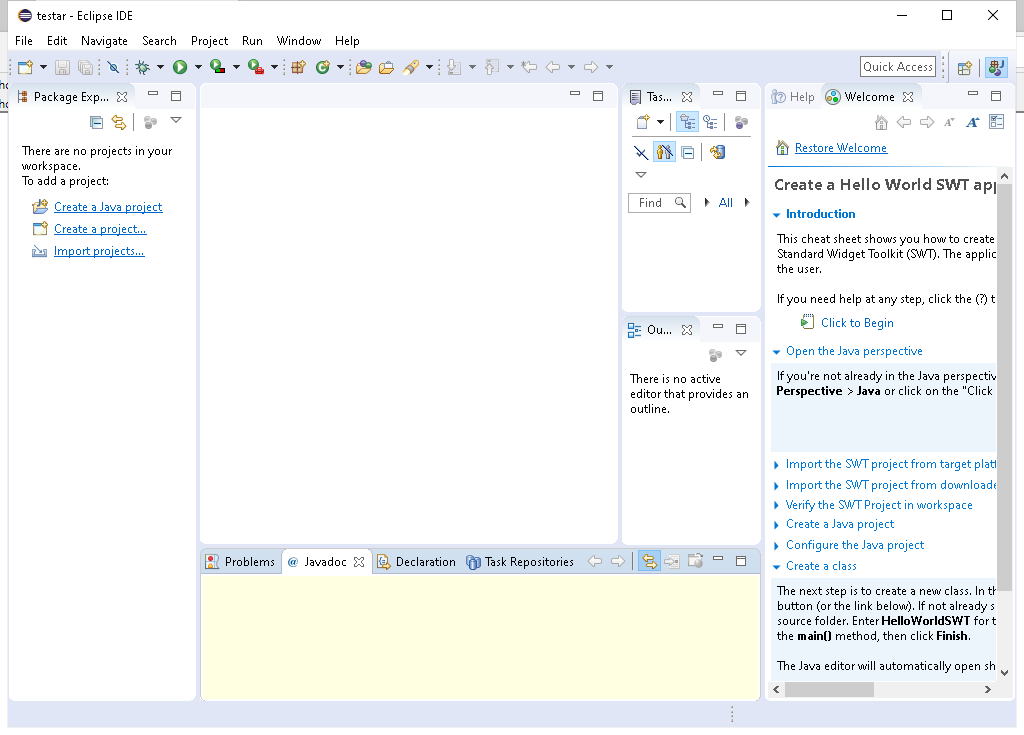 testar - Eclipse IDE
File Edit Navigate Search Project Run Window Help
Quick Access
Package Exp...
There are no projects in your
workspace.
To add a project:
Create a Java project
Create a project...
Import projects...
Tas...
Find
All
Ou...
There is no active
editor that provides an
outline.
Problems
@ Javadoc
Declaration
Task Repositories
Help
Welcome
Restore Welcome
Create a Hello World SWT app
Introduction
This cheat sheet shows you how to create
Standard Widget Toolkit (SWT). The applic
the user.
If you need help at any step, click the (?) t
Click to Begin
Open the Java perspective
If you're not already in the Java perspectiv
Perspective > Java or click on the "Click
Import the SWT project from target platf
Import the SWT project from downloade
Verify the SWT Project in workspace
Create a Java project
Configure the Java project
Create a class
The next step is to create a new class. In th
button (or the link below). If not already s
source folder. Enter HelloWorldSWT for t
the main() method, then click Finish.
The Java editor will automatically open sh